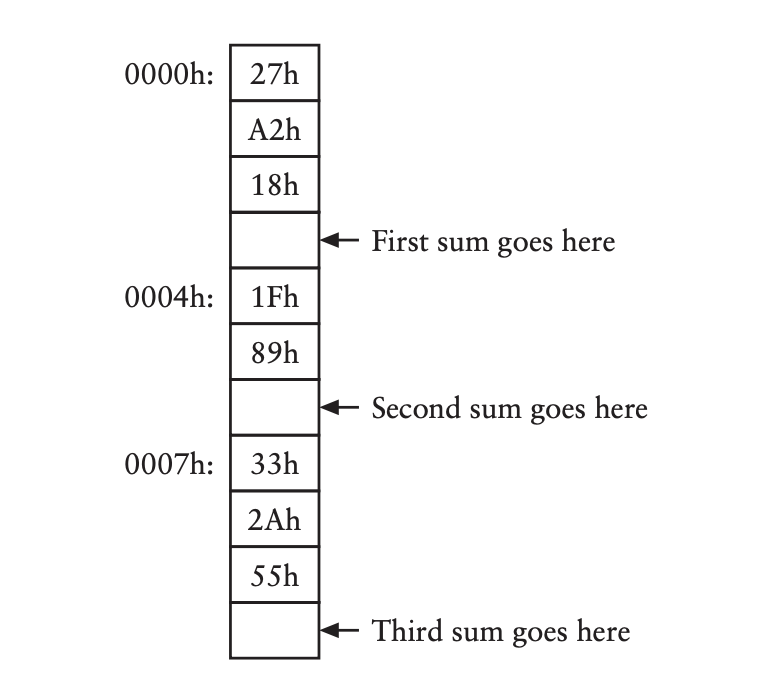 0000h: 27h
A2h
18h
First sum goes here
0004h: 1Fh
89h
Second sum goes here
0007h: 33h
2Ah
55h
Third sum goes here